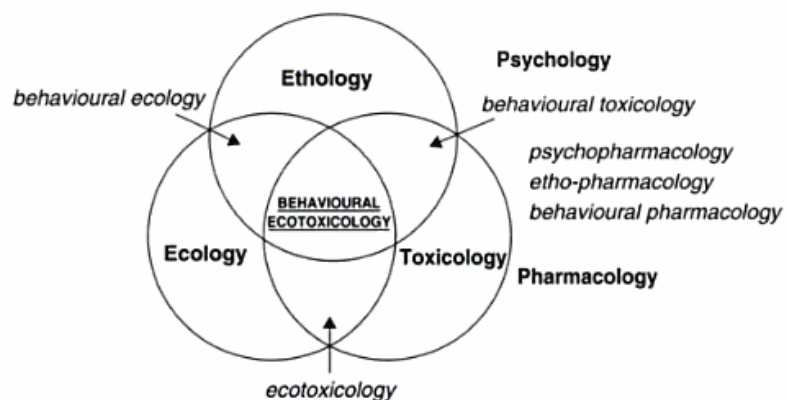 Psychology
Ethology
behavioural ecology
behavioural toxicology
psychopharmacology
etho-pharmacology
behavioural pharmacology
BEHAVIOURAL
ECOTOXICOLOGY
Ecology
Toxicology
Pharmacology
ecotoxicology